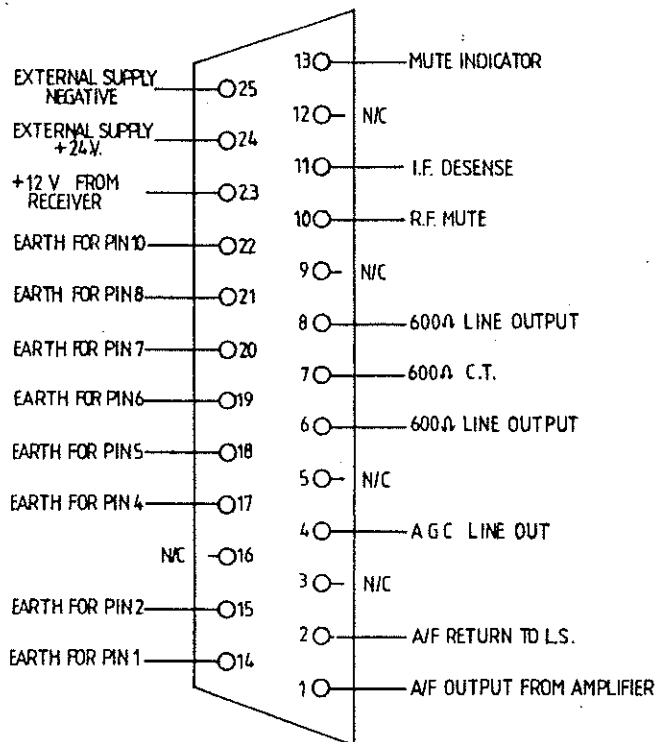 EXTERNAL SUPPLY
NEGATIVE
25
EXTERNAL SUPPLY
+24V.
24
+12 V FROM
RECEIVER
23
EARTH FOR PIN 10
22
EARTH FOR PIN 8
21
EARTH FOR PIN 7
20
EARTH FOR PIN 6
19
EARTH FOR PIN 5
18
EARTH FOR PIN 4
17
N/C
16
EARTH FOR PIN 2
15
EARTH FOR PIN 1
14
13 MUTE INDICATOR
12 N/C
11 I.F. DESENSE
10 R.F. MUTE
9 N/C
8 600Ω LINE OUTPUT
7 600Ω C.T.
6 600Ω LINE OUTPUT
5 N/C
4 A G C LINE OUT
3 N/C
2 A/F RETURN TO L.S.
1 A/F OUTPUT FROM AMPLIFIER